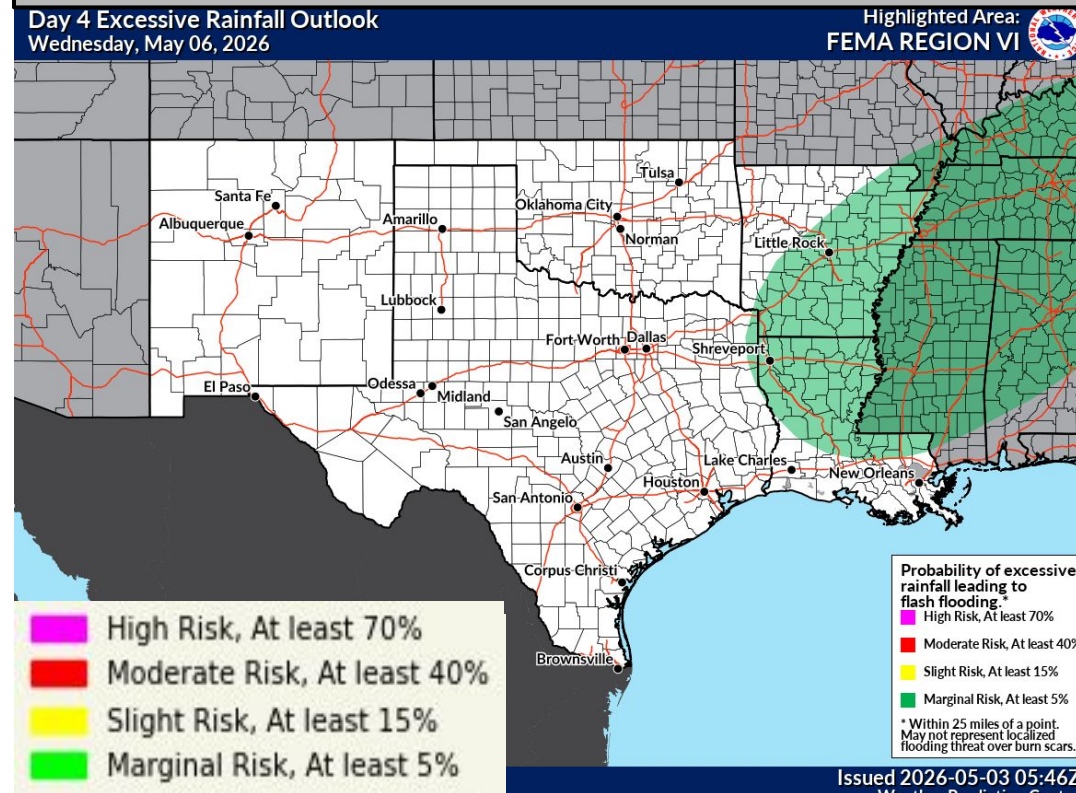 Day 4 Excessive Rainfall Outlook
Wednesday, May 06, 2026
Highlighted Area:
FEMA REGION VI
Tulsa
Santa Fe
Oklahoma City
Albuquerque
Amarillo
Norman
Little Rock
Lubbock
Fort Worth
Dallas
Shreveport
El Paso
Odessa
Midland
San Angelo
Austin
Lake Charles
New Orleans
Houston
San Antonio
Corpus Christi
Brownsville
High Risk, At least 70%
Moderate Risk, At least 40%
Slight Risk, At least 15%
Marginal Risk, At least 5%
Probability of excessive
rainfall leading to
flash flooding.*
High Risk, At least 70%
Moderate Risk, At least 40%
Slight Risk, At least 15%
Marginal Risk, At least 5%
* Within 25 miles of a point.
May not represent localized
flooding threat over burn scars.
Issued 2026-05-03 05:46Z
Weather Prediction Center